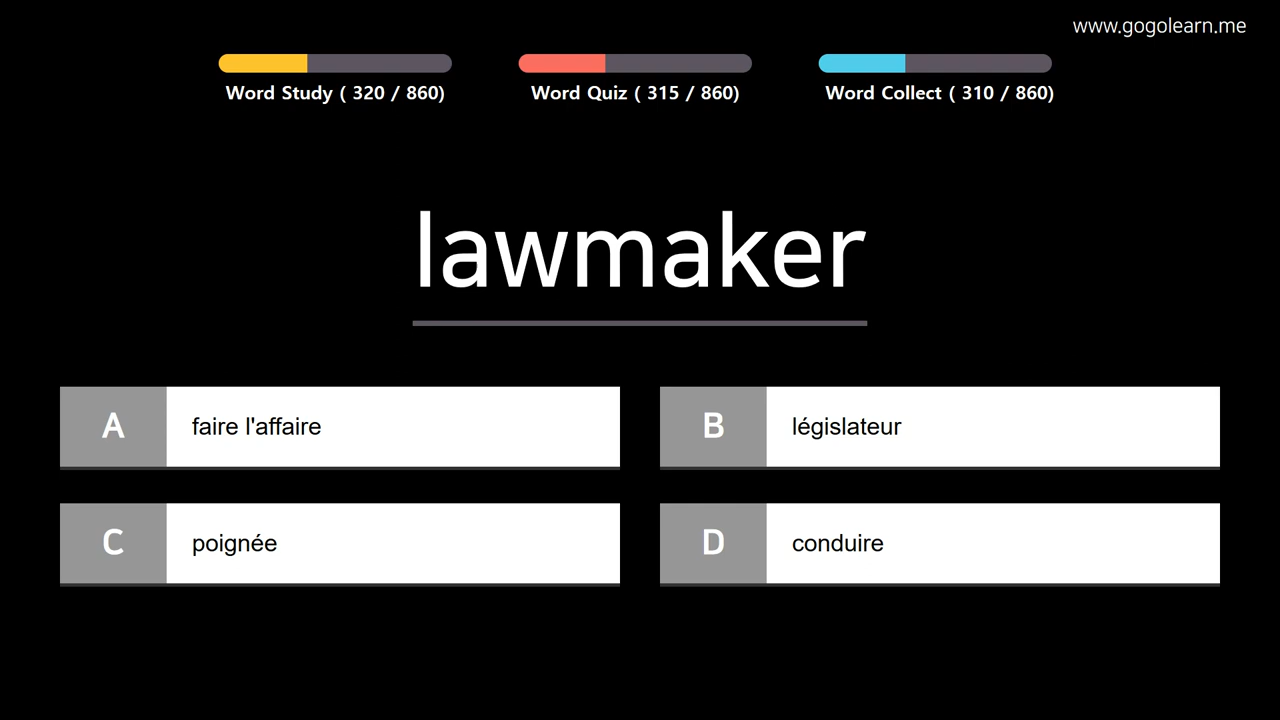 www.gogolearn.me
Word Study ( 320 / 860)
Word Quiz ( 315 / 860)
Word Collect ( 310 / 860)
lawmaker
A faire l'affaire
B législateur
C poignée
D conduire